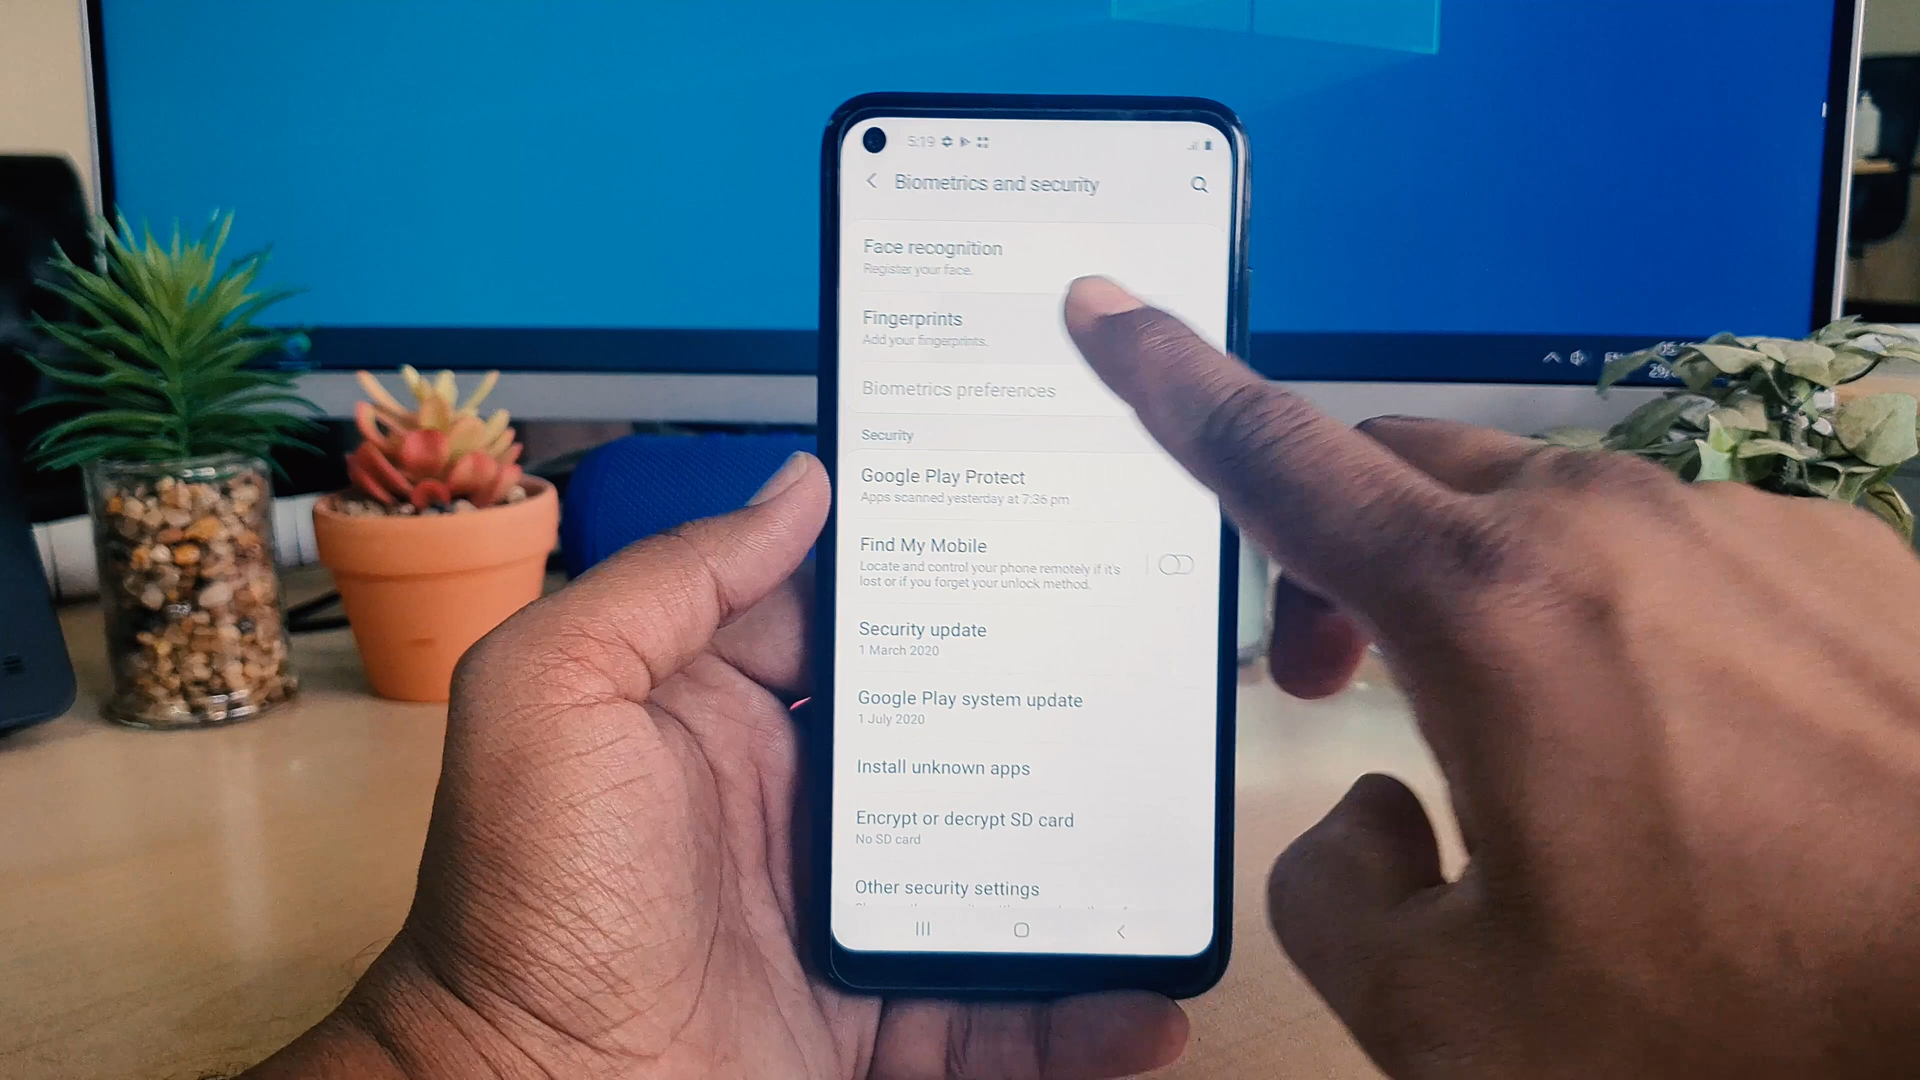 5:19
Biometrics and security
Face recognition
Register your face.
Fingerprints
Add your fingerprints.
Biometrics preferences
Security
Google Play Protect
Apps scanned yesterday at 7:36 pm
Find My Mobile
Locate and control your phone remotely if it's
lost or if you forget your unlock method.
Security update
1 March 2020
Google Play system update
1 July 2020
Install unknown apps
Encrypt or decrypt SD card
No SD card
Other security settings